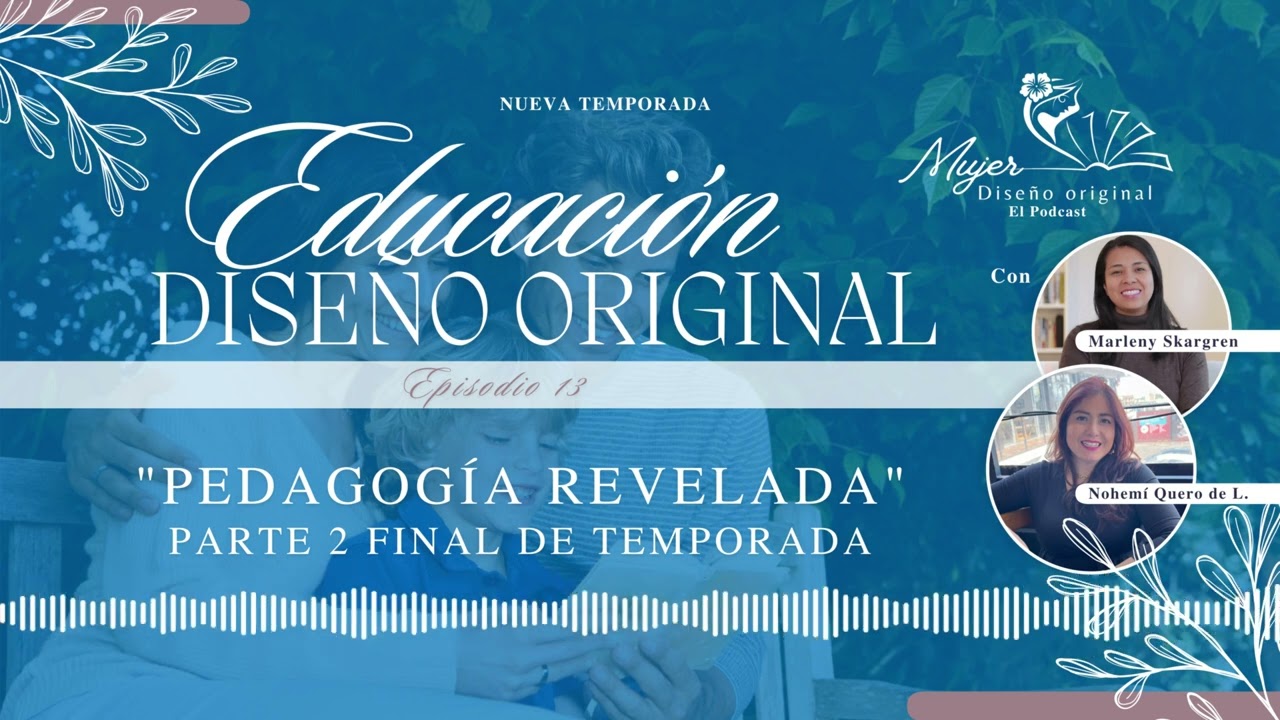 NUEVA TEMPORADA
Educación
DISEÑO ORIGINAL
Episodio 13
"PEDAGOGÍA REVELADA"
PARTE 2 FINAL DE TEMPORADA
Mujer
Diseño original
El Podcast
Con
Marleny Skargren
Nohemí Quero de L.